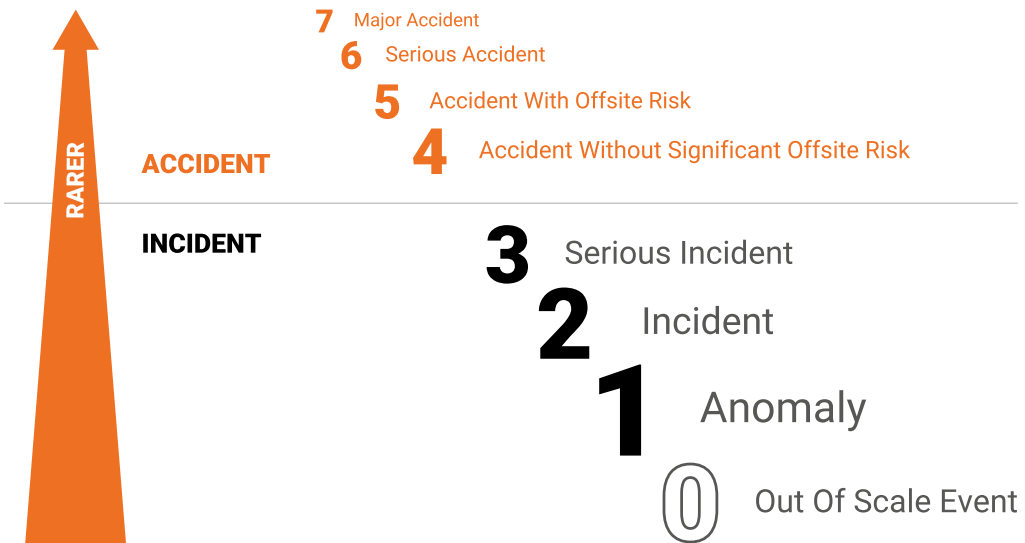 7 Major Accident
6 Serious Accident
5 Accident With Offsite Risk
4 Accident Without Significant Offsite Risk
RARER
ACCIDENT
INCIDENT
3 Serious Incident
2 Incident
1 Anomaly
0 Out Of Scale Event